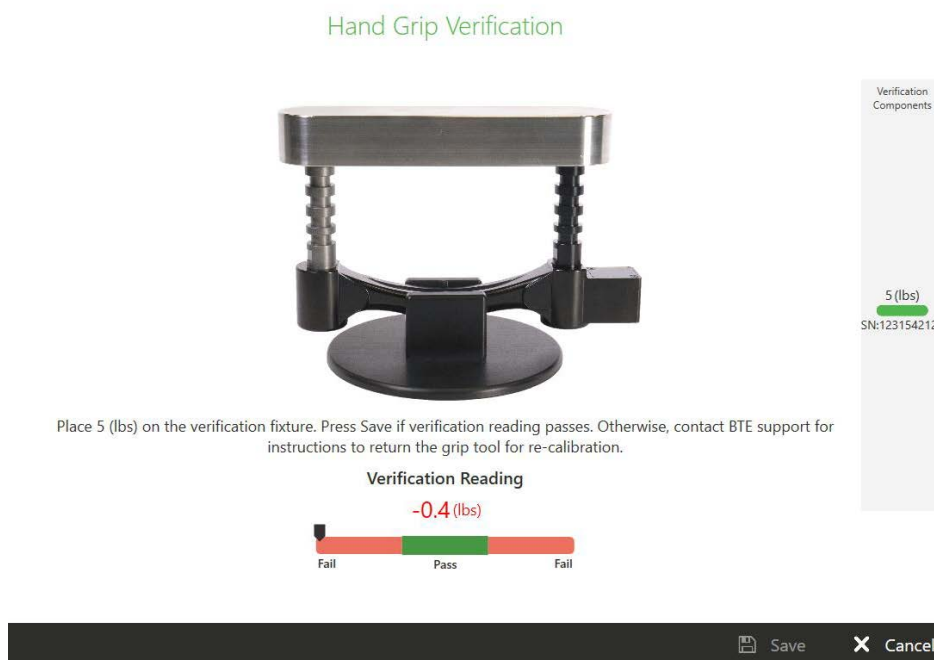 Hand Grip Verification
Verification
Components
5 (lbs)
SN:12315421
Place 5 (lbs) on the verification fixture. Press Save if verification reading passes. Otherwise, contact BTE support for
instructions to return the grip tool for re-calibration.
Verification Reading
-0.4 (lbs)
Fail
Pass
Fail
Save
Cancel